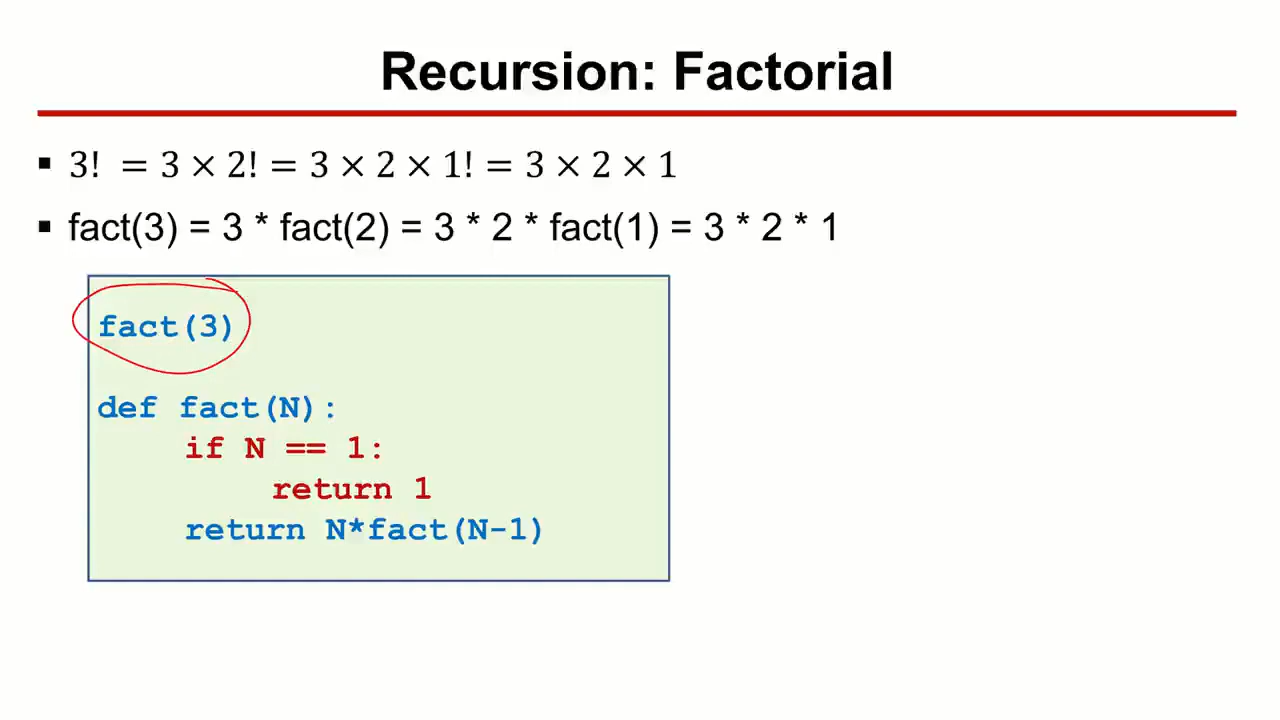 Recursion: Factorial
▪ 3! = 3 × 2! = 3 × 2 × 1! = 3 × 2 × 1
▪ fact(3) = 3 * fact(2) = 3 * 2 * fact(1) = 3 * 2 * 1
fact(3)
def fact(N):
if N == 1:
return 1
return N*fact(N-1)